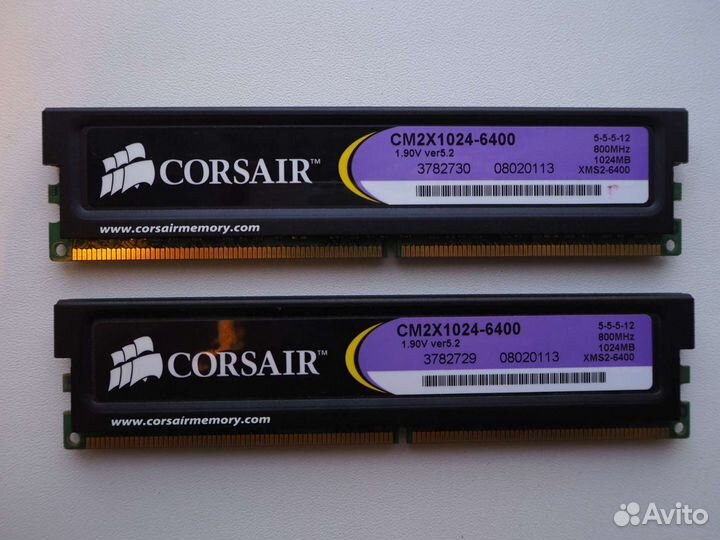 CORSAIR™
www.corsairmemory.com
CM2X1024-6400
1.90V ver5.2
3782730 08020113
5-5-5-12
800MHz
1024MB
XMS2-6400
CORSAIR™
www.corsairmemory.com
CM2X1024-6400
1.90V ver5.2
3782729 08020113
5-5-5-12
800MHz
1024MB
XMS2-6400
Avito